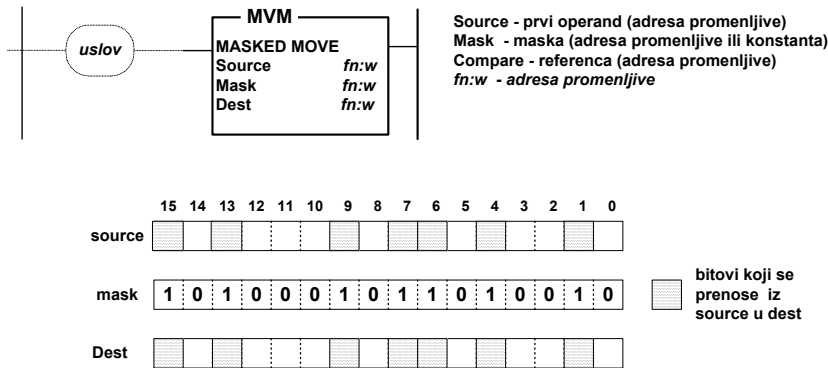 MVM
uslov
MASKED MOVE
Source fn:w
Mask fn:w
Dest fn:w
Source - prvi operand (adresa promenljive)
Mask - maska (adresa promenljive ili konstanta)
Compare - referenca (adresa promenljive)
fn:w - adresa promenljive
15 14 13 12 11 10 9 8 7 6 5 4 3 2 1 0
source
mask 1 0 1 0 0 0 1 0 1 1 0 1 0 0 1 0
bitovi koji se
prenose iz
source u dest
Dest